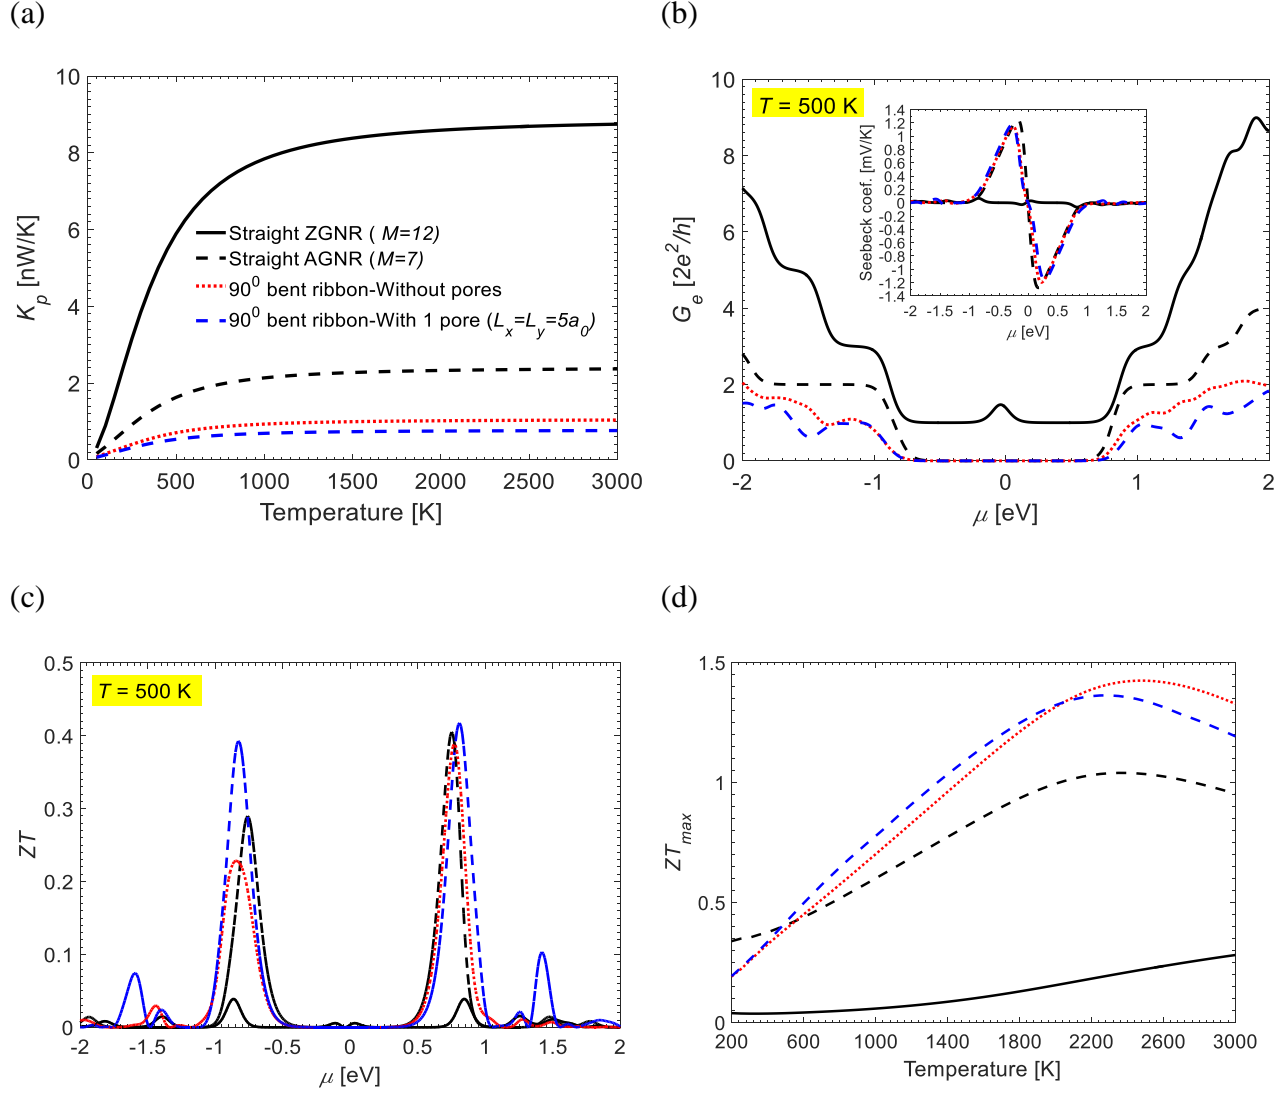 (a)
(b)
10
8
6
4
2
0
K_p [nW/K]
Straight ZGNR ( M=12)
Straight AGNR (M=7)
90^0 bent ribbon-Without pores
90^0 bent ribbon-With 1 pore (L_x=L_y=5a_0)
0 500 1000 1500 2000 2500 3000
Temperature [K]
10
8
6
4
2
0
G_e [2e^2/h]
T = 500 K
1.4
1.2
1
0.8
0.6
0.4
0.2
0
-0.2
-0.4
-0.6
-0.8
-1
-1.2
-1.4
Seebeck coef. [mV/K]
-2 -1.5 -1 -0.5 0 0.5 1 1.5 2
μ [eV]
-2 -1 0 1 2
μ [eV]
(c)
(d)
0.5
0.4
0.3
0.2
0.1
0
ZT
T = 500 K
-2 -1.5 -1 -0.5 0 0.5 1 1.5 2
μ [eV]
1.5
1
0.5
0
ZT_max
200 600 1000 1400 1800 2200 2600 3000
Temperature [K]